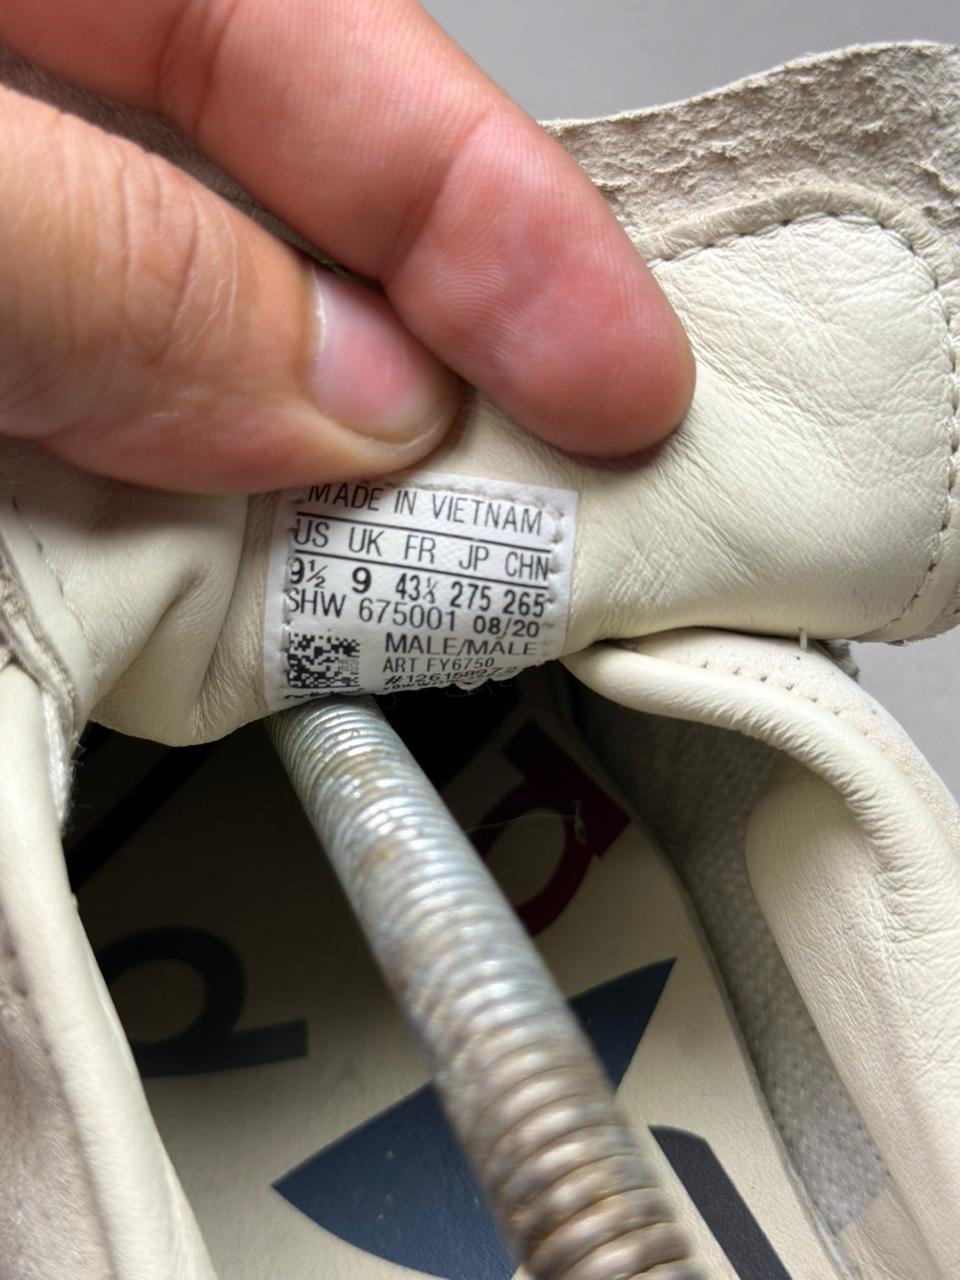 MADE IN VIETNAM
US UK FR JP CHN
9½ 9 43⅓ 275 265
SHW 675001 08/20
MALE/MÂLE
ART FY6750